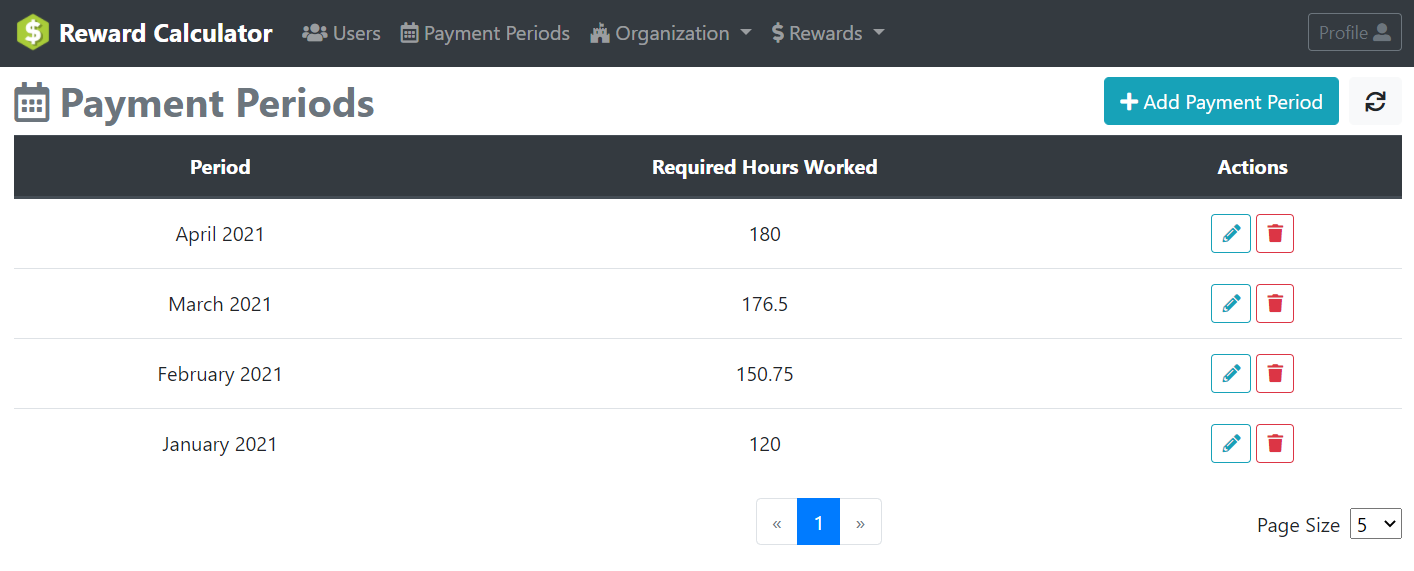 Reward Calculator Users Payment Periods Organization Rewards Profile
Payment Periods + Add Payment Period
Period Required Hours Worked Actions
April 2021 180
March 2021 176.5
February 2021 150.75
January 2021 120
« 1 » Page Size 5